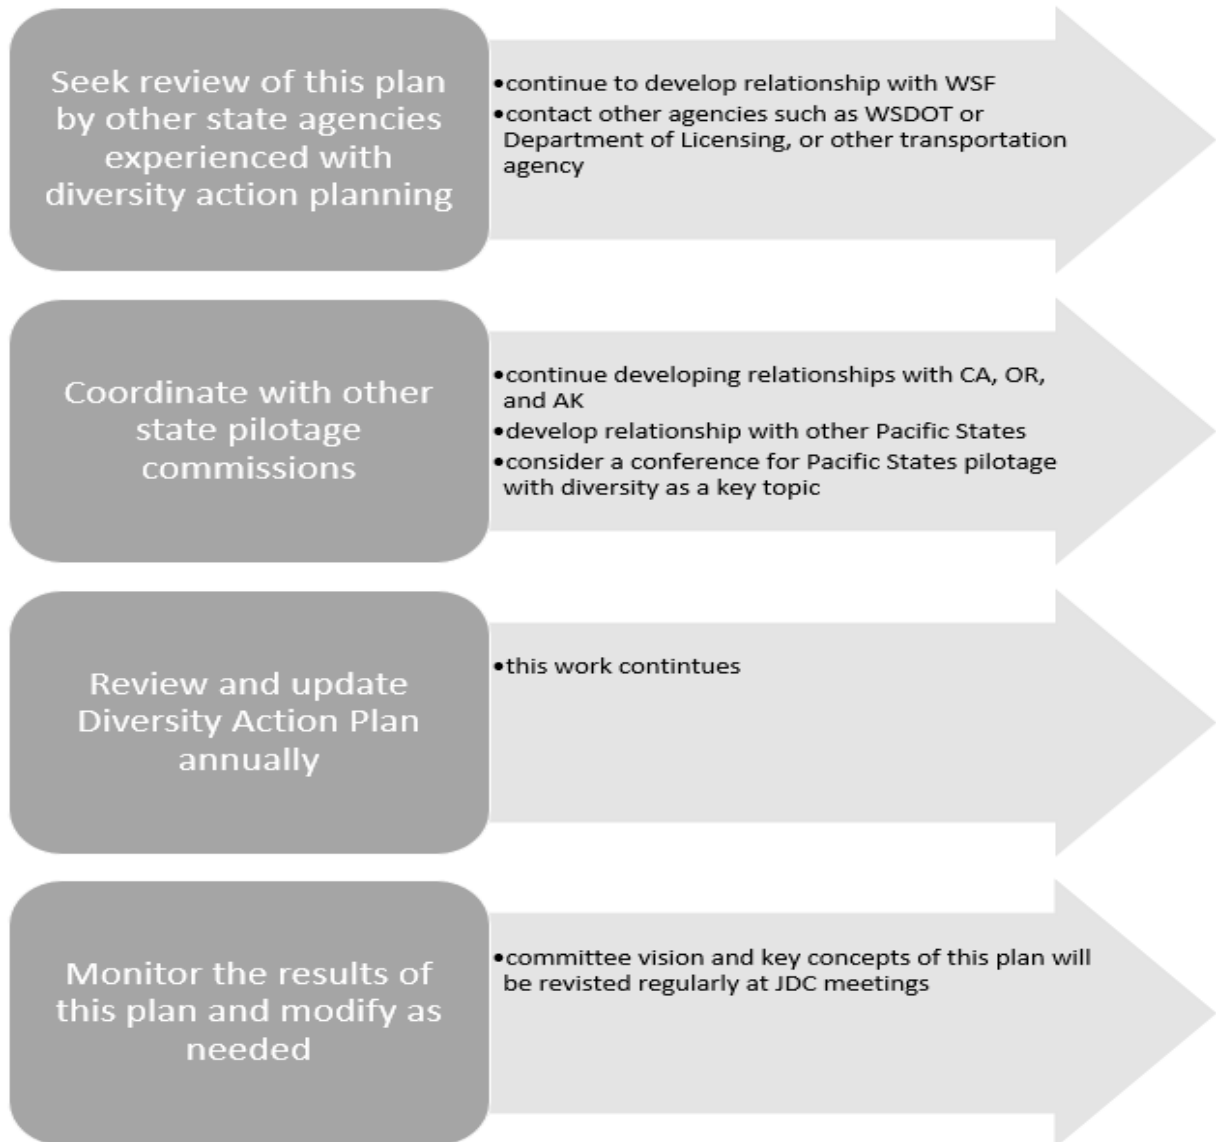 Seek review of this plan
by other state agencies
experienced with
diversity action planning
•continue to develop relationship with WSF
•contact other agencies such as WSDOT or
Department of Licensing, or other transportation
agency
Coordinate with other
state pilotage
commissions
•continue developing relationships with CA, OR,
and AK
•develop relationship with other Pacific States
•consider a conference for Pacific States pilotage
with diversity as a key topic
Review and update
Diversity Action Plan
annually
•this work contintues
Monitor the results of
this plan and modify as
needed
•committee vision and key concepts of this plan will
be revisted regularly at JDC meetings